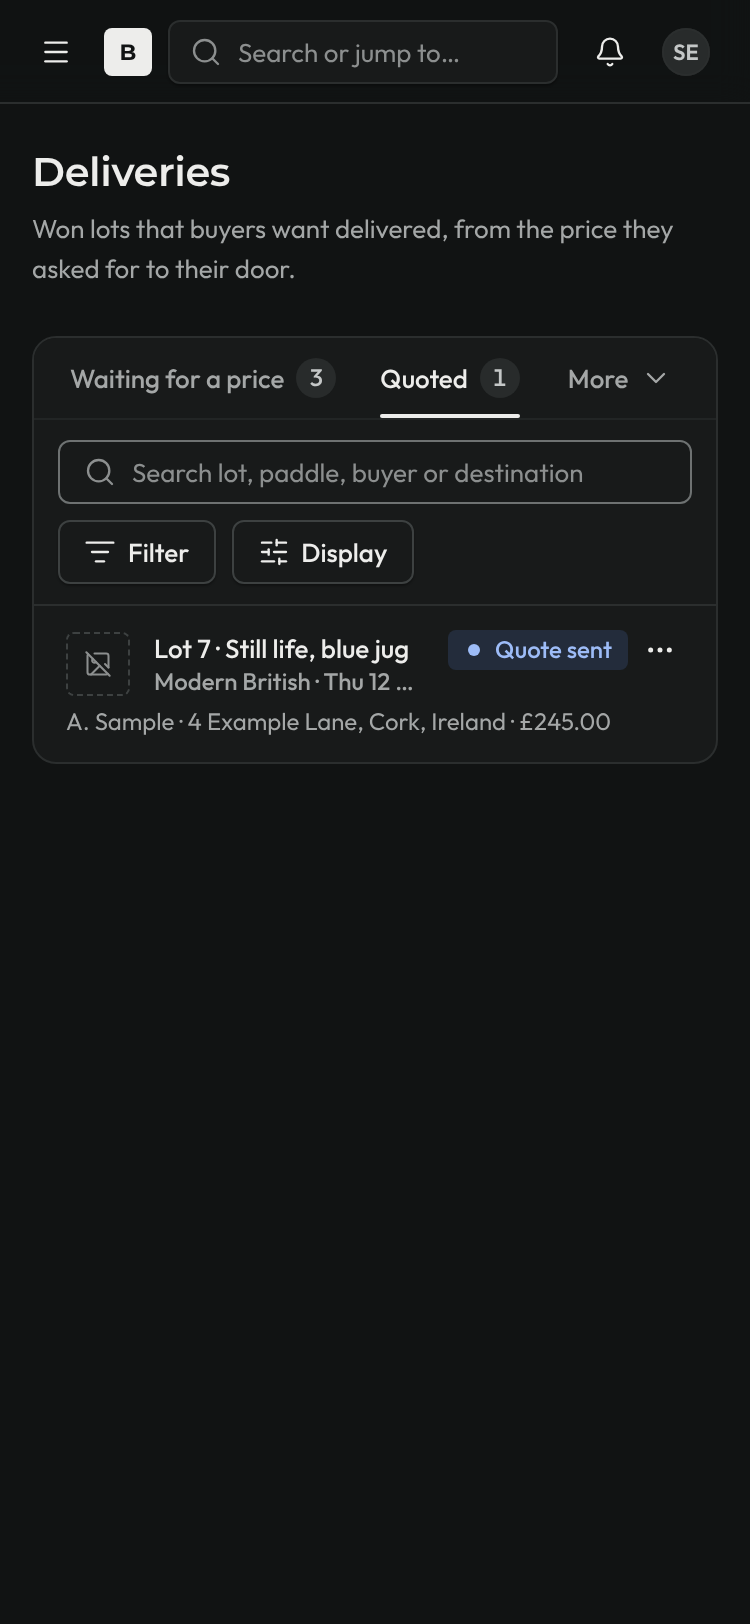 B
Search or jump to...
SE
Deliveries
Won lots that buyers want delivered, from the price they
asked for to their door.
Waiting for a price 3
Quoted 1
More
Search lot, paddle, buyer or destination
Filter
Display
Lot 7 · Still life, blue jug
Quote sent
Modern British · Thu 12 ...
A. Sample · 4 Example Lane, Cork, Ireland · £245.00